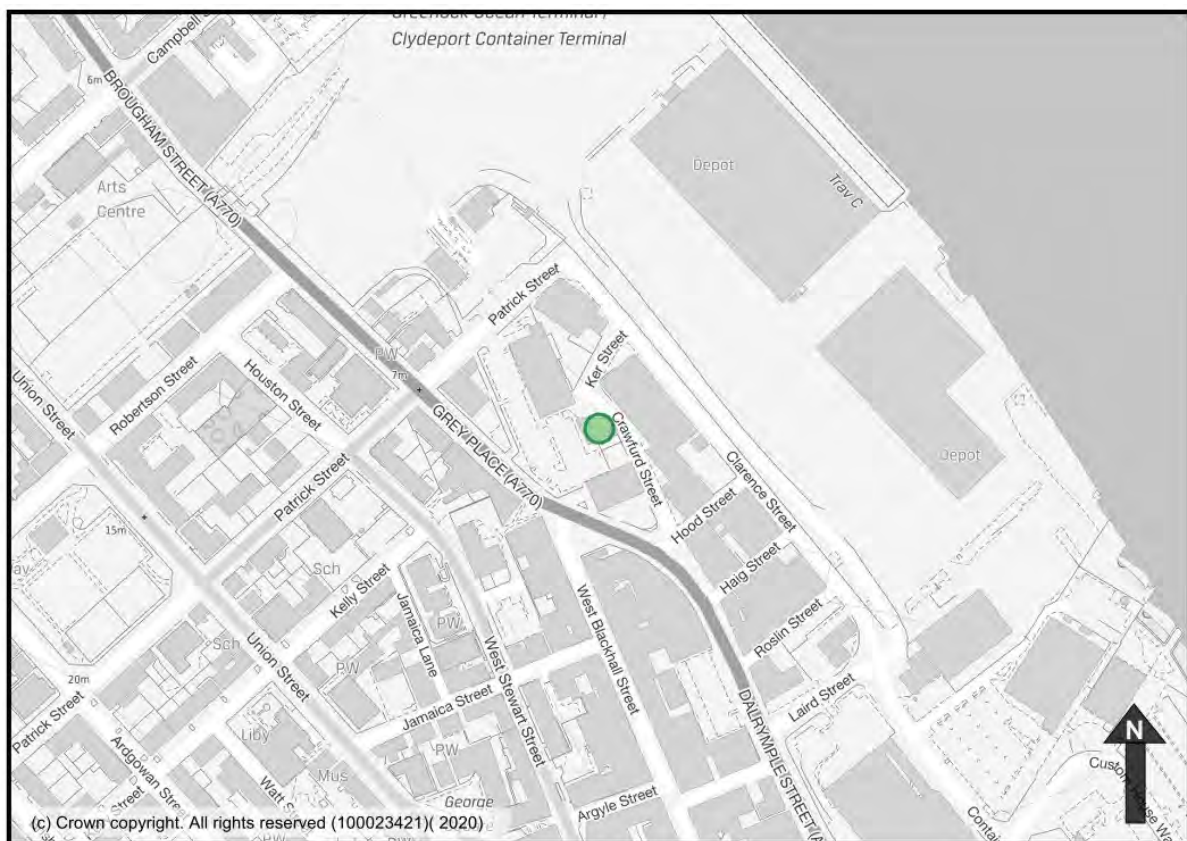 Clydeport Container Terminal
Campbell S
6m
BROUGHAM STREET (A770)
Depot
Trav C
Arts
Centre
Patrick Street
Ker Street
PW
7m
Robertson Street
Houston Street
Union Street
GREY PLACE (A770)
Crawfurd Street
Clarence Street
Depot
Patrick Street
15m
Hood Street
Sch
Haig Street
Kelly Street
Jamaica Lane
PW
West Blackhall Street
Roslin Street
Sch
Union Street
PW
West Stewart Street
Laird Street
20m
Patrick Street
Jamaica Street
DALRYMPLE STREET (A
Liby
PW
Ardgowan Street
Mus
N
Watt S
George
Argyle Street
Custom House Wa
Contai
(c) Crown copyright. All rights reserved (100023421)( 2020)